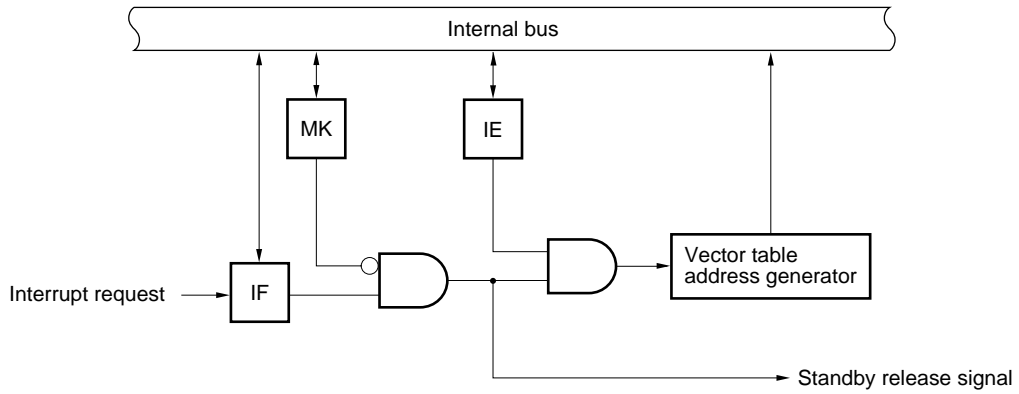 Internal bus
MK
IE
Interrupt request
IF
Vector table
address generator
Standby release signal